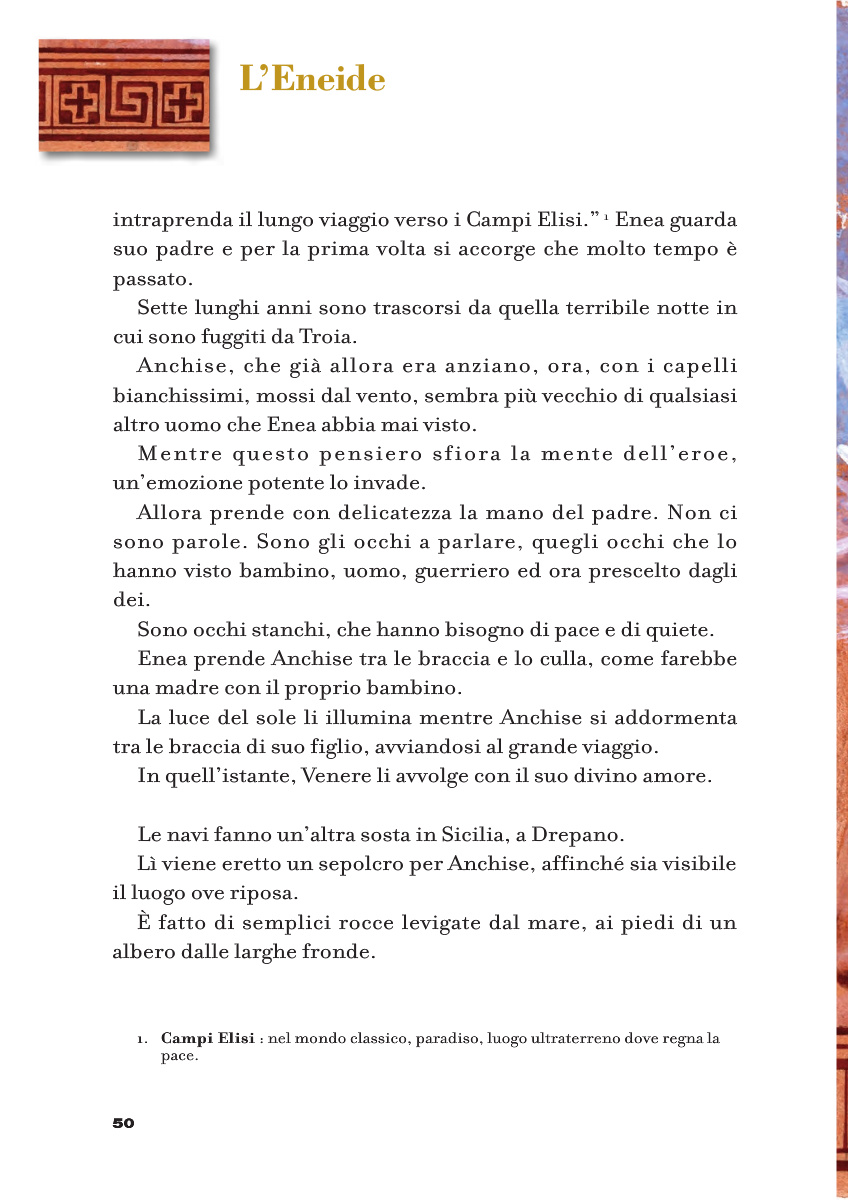 L’Eneide
intraprenda il lungo viaggio verso i Campi Elisi.” 1 Enea guarda
suo padre e per la prima volta si accorge che molto tempo è
passato.
Sette lunghi anni sono trascorsi da quella terribile notte in
cui sono fuggiti da Troia.
Anchise, che già allora era anziano, ora, con i capelli
bianchissimi, mossi dal vento, sembra più vecchio di qualsiasi
altro uomo che Enea abbia mai visto.
Mentre questo pensiero sfiora la mente dell’eroe,
un’emozione potente lo invade.
Allora prende con delicatezza la mano del padre. Non ci
sono parole. Sono gli occhi a parlare, quegli occhi che lo
hanno visto bambino, uomo, guerriero ed ora prescelto dagli
dei.
Sono occhi stanchi, che hanno bisogno di pace e di quiete.
Enea prende Anchise tra le braccia e lo culla, come farebbe
una madre con il proprio bambino.
La luce del sole li illumina mentre Anchise si addormenta
tra le braccia di suo figlio, avviandosi al grande viaggio.
In quell’istante, Venere li avvolge con il suo divino amore.
Le navi fanno un’altra sosta in Sicilia, a Drepano.
Lì viene eretto un sepolcro per Anchise, affinché sia visibile
il luogo ove riposa.
È fatto di semplici rocce levigate dal mare, ai piedi di un
albero dalle larghe fronde.
1. Campi Elisi : nel mondo classico, paradiso, luogo ultraterreno dove regna la
pace.
50